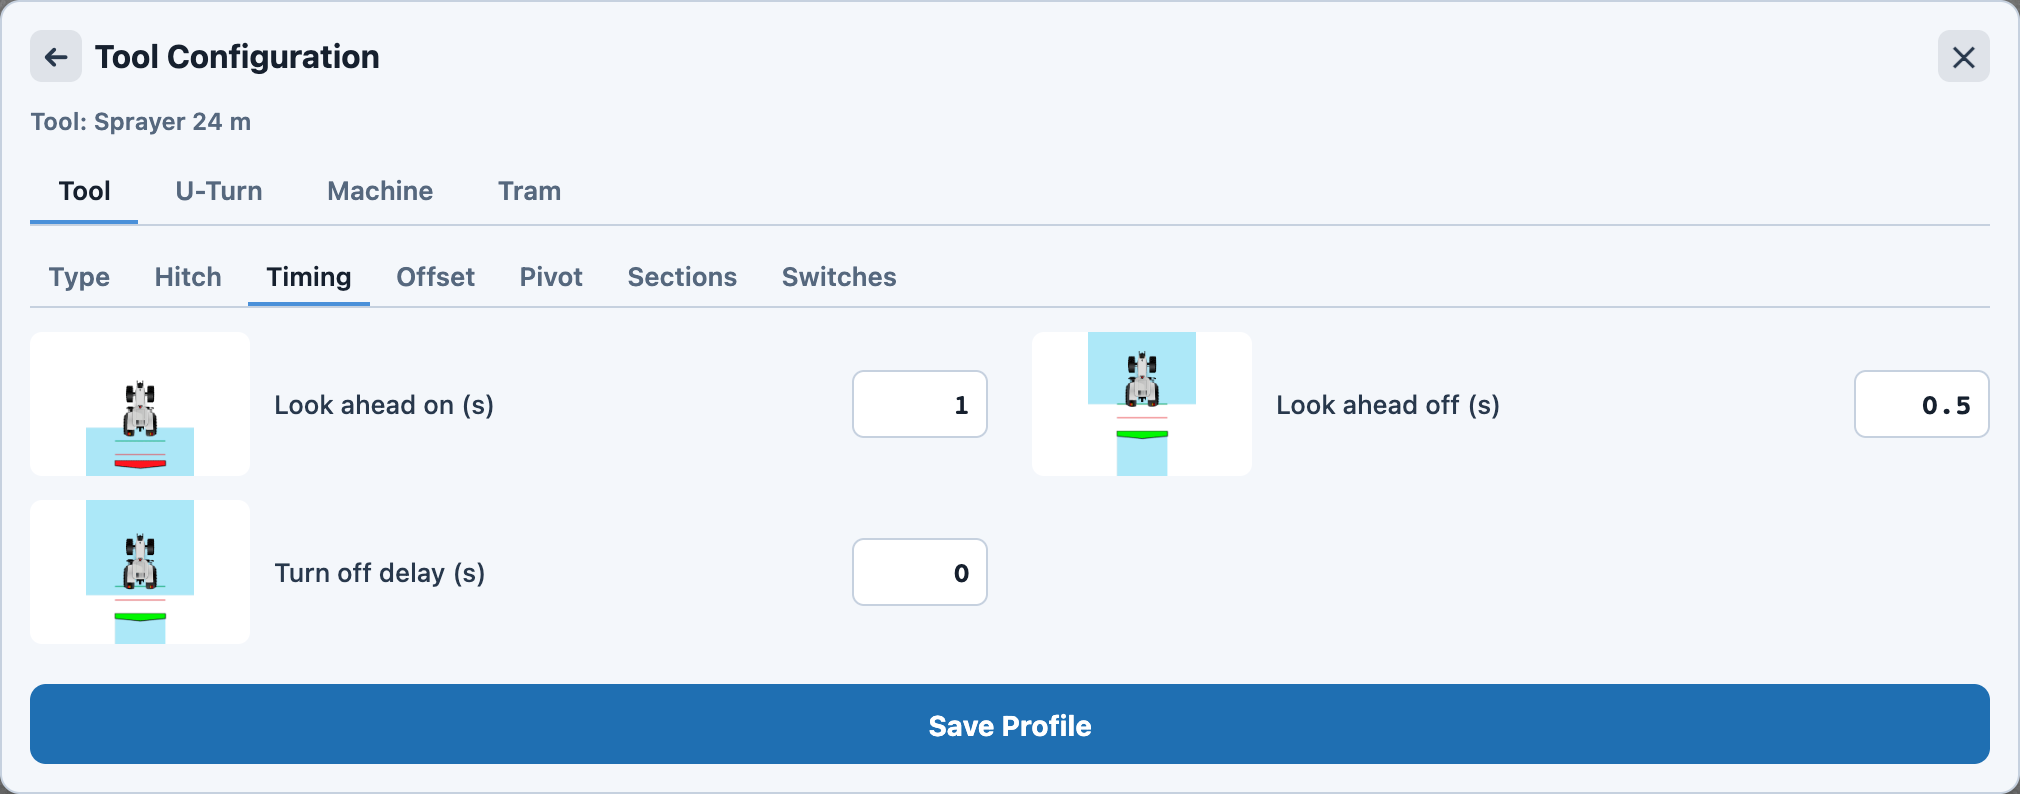 Tool Configuration
Tool: Sprayer 24 m
Tool U-Turn Machine Tram
Type Hitch Timing Offset Pivot Sections Switches
Look ahead on (s) 1 Look ahead off (s) 0.5
Turn off delay (s) 0
Save Profile